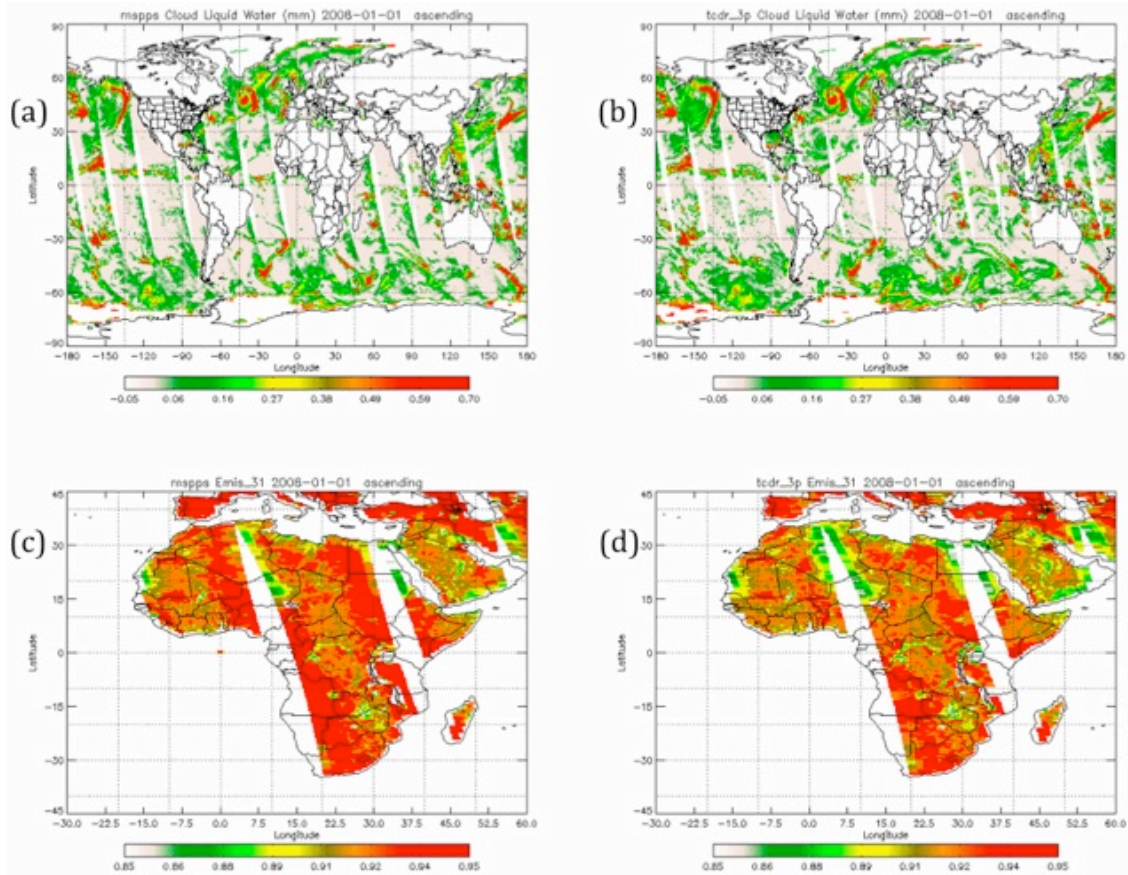 mspps Cloud Liquid Water (mm) 2008-01-01 ascending
tcdr_3p Cloud Liquid Water (mm) 2008-01-01 ascending
(a)
(b)
90
60
30
0
-30
-60
-90
Latitude
-180 -150 -120 -90 -60 -30 0 30 60 90 120 150 180
Longitude
-0.05 0.06 0.16 0.27 0.38 0.49 0.59 0.70
90
60
30
0
-30
-60
-90
Latitude
-180 -150 -120 -90 -60 -30 0 30 60 90 120 150 180
Longitude
-0.05 0.06 0.16 0.27 0.38 0.49 0.59 0.70
mspps Emis_31 2008-01-01 ascending
tcdr_3p Emis_31 2008-01-01 ascending
(c)
(d)
45
30
15
0
-15
-30
-45
Latitude
-30.0 -22.5 -15.0 -7.5 0.0 7.5 15.0 22.5 30.0 37.5 45.0 52.5 60.0
Longitude
0.85 0.86 0.88 0.89 0.91 0.92 0.94 0.95
45
30
15
0
-15
-30
-45
Latitude
-30.0 -22.5 -15.0 -7.5 0.0 7.5 15.0 22.5 30.0 37.5 45.0 52.5 60.0
Longitude
0.85 0.86 0.88 0.89 0.91 0.92 0.94 0.95